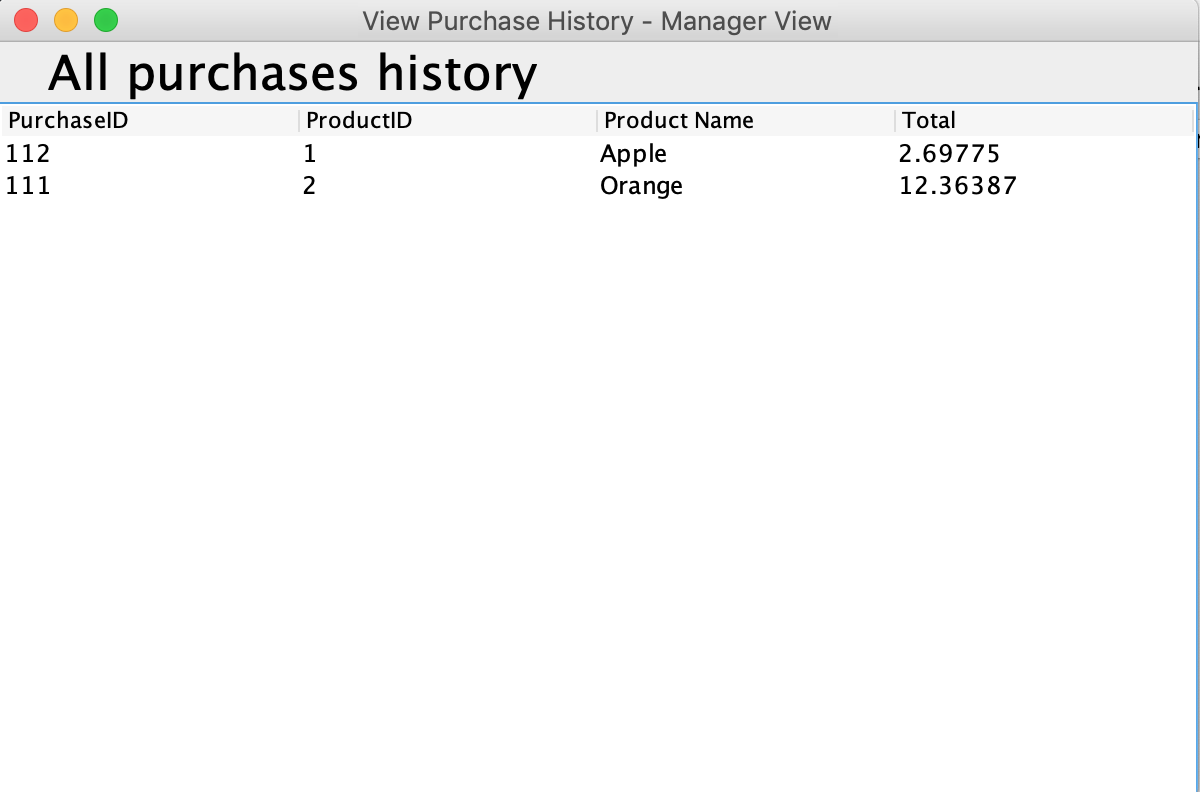 View Purchase History - Manager View
All purchases history
PurchaseID ProductID Product Name Total
112 1 Apple 2.69775
111 2 Orange 12.36387